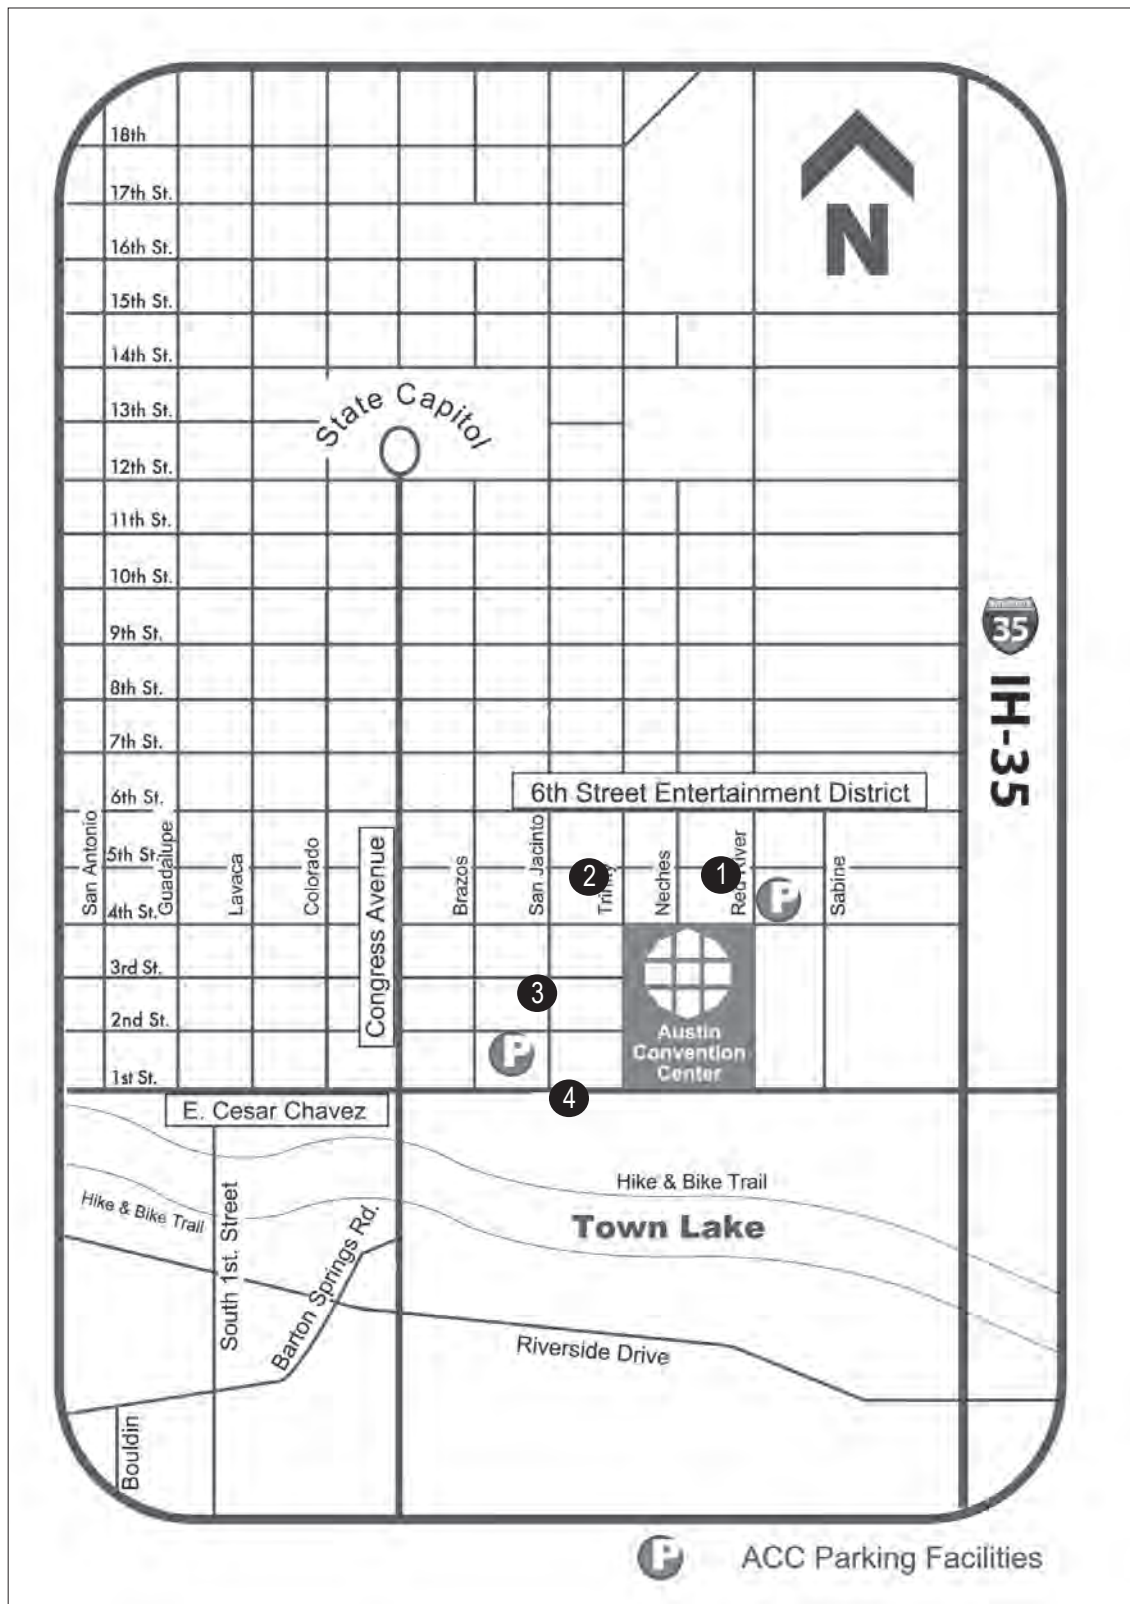 18th
17th St.
16th St.
15th St.
14th St.
13th St.
12th St.
11th St.
10th St.
9th St.
8th St.
7th St.
6th St.
5th St.
4th St.
3rd St.
2nd St.
1st St.
N
State Capitol
35
IH-35
6th Street Entertainment District
San Antonio
Guadalupe
Lavaca
Colorado
Congress Avenue
Brazos
San Jacinto
Trinity
Neches
Red River
Sabine
1
2
3
4
P
P
Austin
Convention
Center
E. Cesar Chavez
Hike & Bike Trail
Hike & Bike Trail
Town Lake
South 1st. Street
Barton Springs Rd.
Riverside Drive
Bouldin
P ACC Parking Facilities